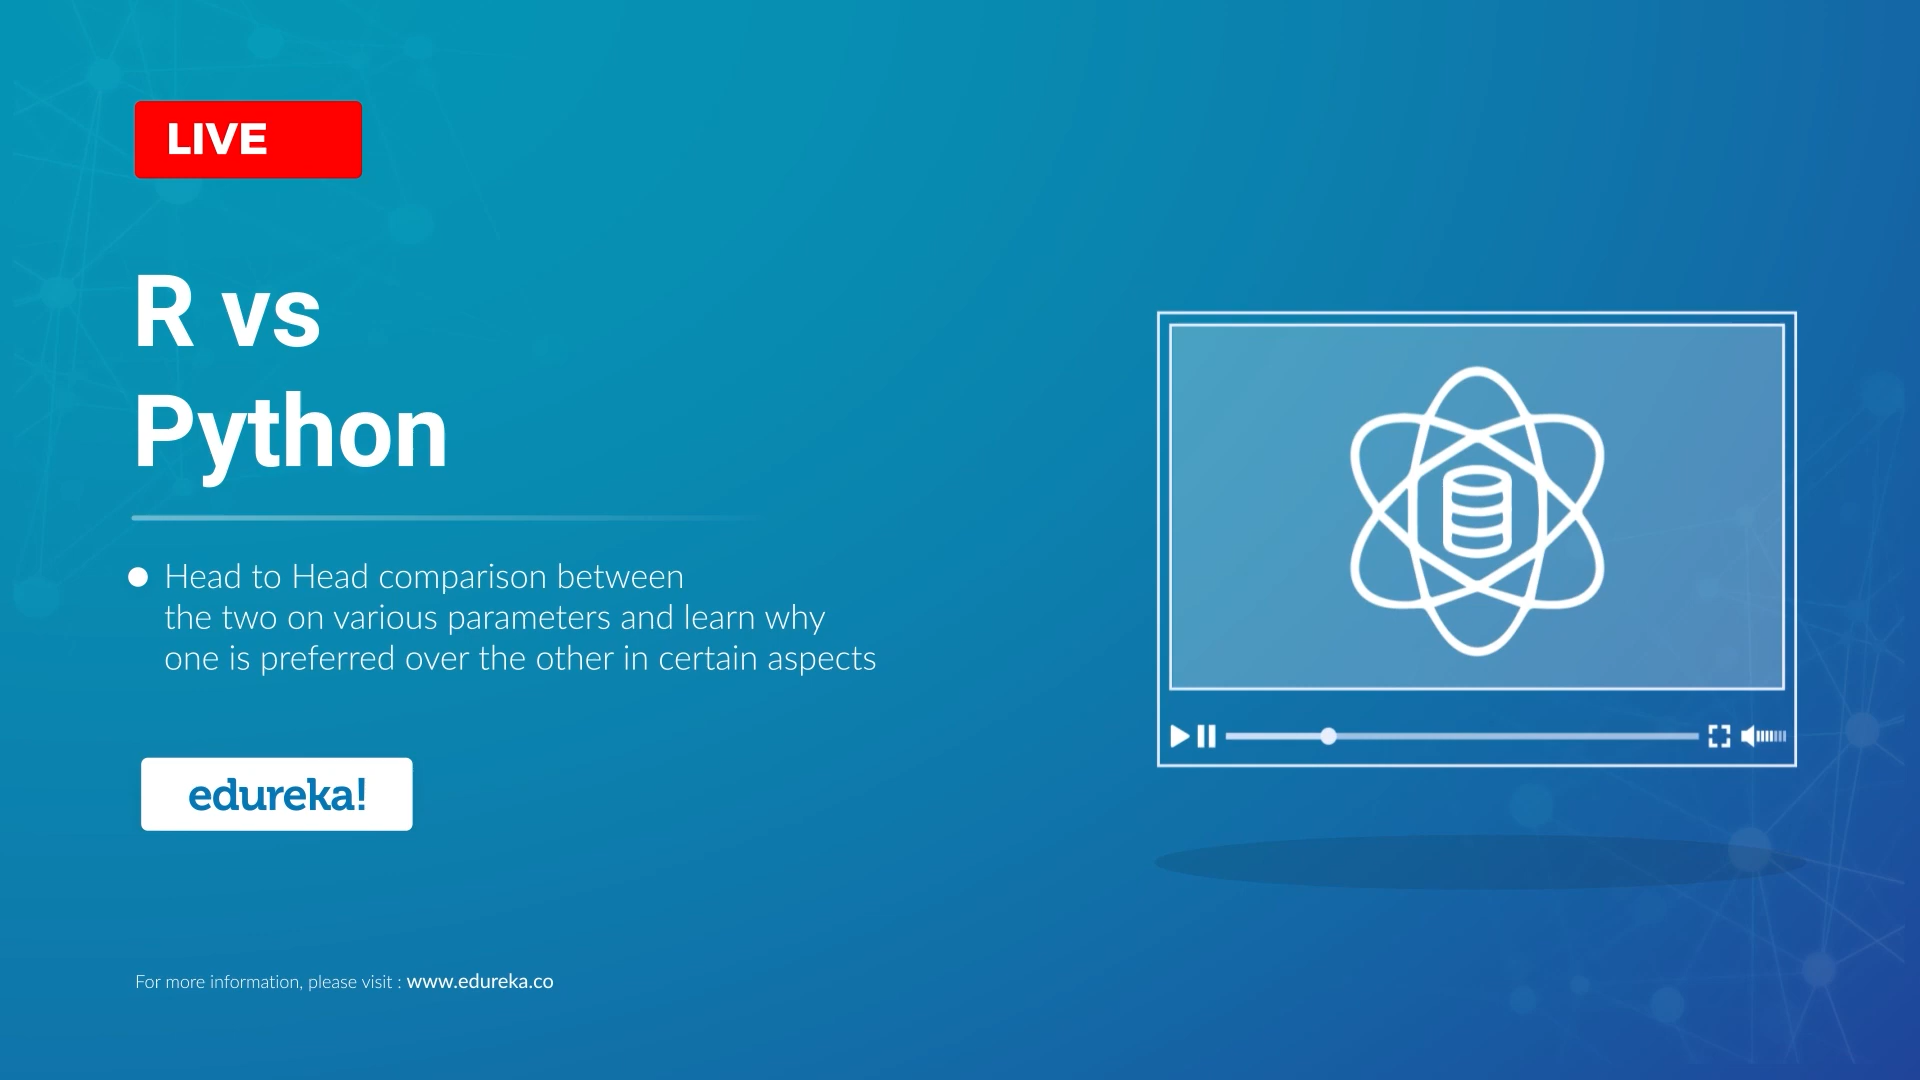 LIVE
R vs
Python
Head to Head comparison between
the two on various parameters and learn why
one is preferred over the other in certain aspects
edureka!
For more information, please visit : www.edureka.co